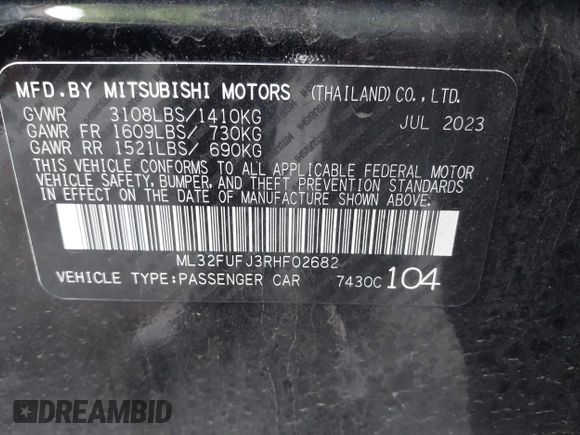 MFD.BY MITSUBISHI MOTORS (THAILAND)CO., LTD.
GVWR 3108LBS/1410KG JUL 2023
GAWR FR 1609LBS/ 730KG
GAWR RR 1521LBS/ 690KG
THIS VEHICLE CONFORMS TO ALL APPLICABLE FEDERAL MOTOR
VEHICLE SAFETY, BUMPER, AND THEFT PREVENTION STANDARDS
IN EFFECT ON THE DATE OF MANUFACTURE SHOWN ABOVE.
ML32FUFJ3RHF02682
VEHICLE TYPE:PASSENGER CAR 7430C 104
DREAMBID